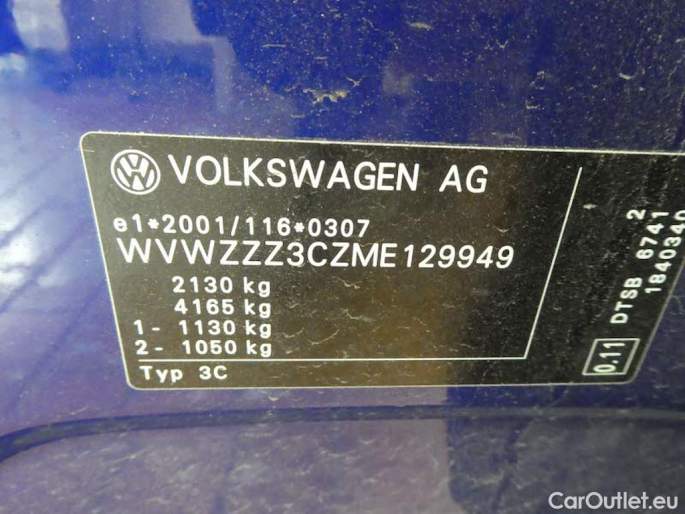 VOLKSWAGEN AG
e1*2001/116*0307
WVWZZZ3CZME129949
2130 kg
4165 kg
1- 1130 kg
2- 1050 kg
Typ 3C
0.11
DTSB 6741 2
1840340
CarOutlet.eu